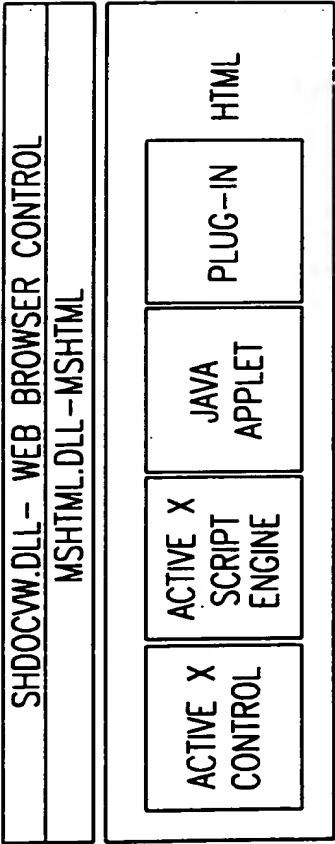 SHDOCVW.DLL- WEB BROWSER CONTROL
MSHTML.DLL-MSHTML
ACTIVE X
CONTROL
ACTIVE X
SCRIPT
ENGINE
JAVA
APPLET
PLUG-IN
HTML